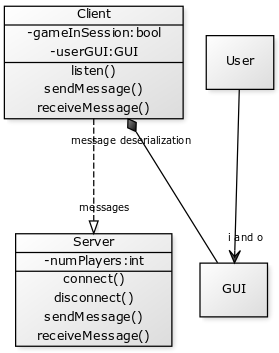 Client
-gameInSession:bool
-userGUI:GUI
listen()
sendMessage()
receiveMessage()
User
message deserialization
messages
i and o
Server
-numPlayers:int
connect()
disconnect()
sendMessage()
receiveMessage()
GUI